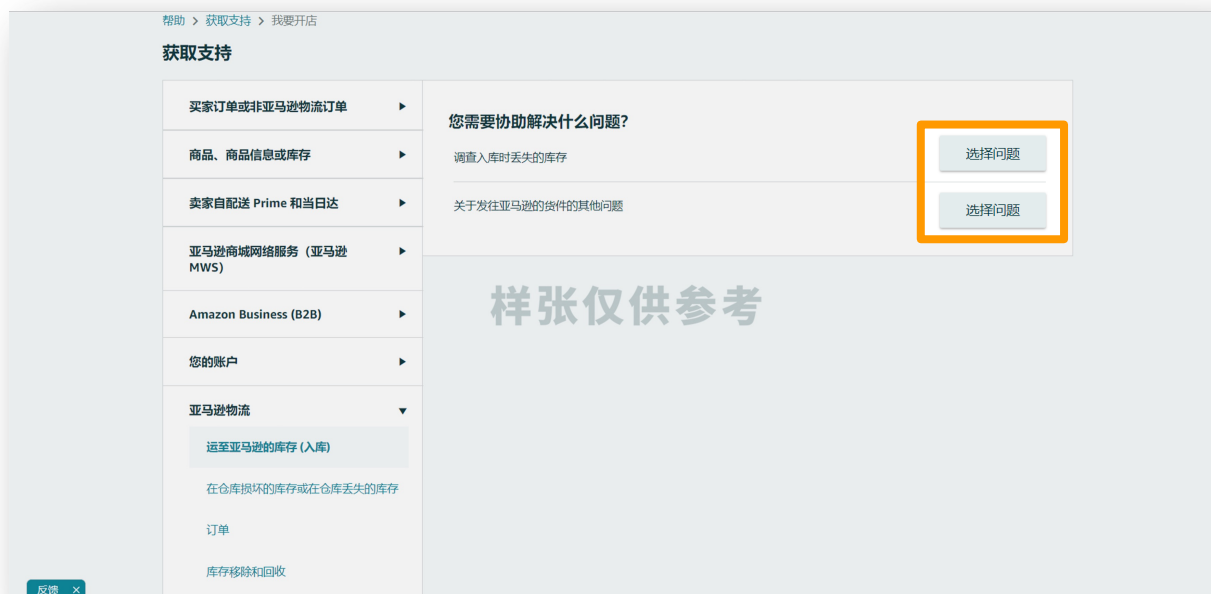 帮助 > 获取支持 > 我要开店
获取支持
买家订单或非亚马逊物流订单
商品、商品信息或库存
卖家自配送 Prime 和当日达
亚马逊商城网络服务（亚马逊
MWS）
Amazon Business (B2B)
您的账户
亚马逊物流
运至亚马逊的库存 (入库)
在仓库损坏的库存或在仓库丢失的库存
订单
库存移除和回收
您需要协助解决什么问题?
调查入库时丢失的库存
选择问题
关于发往亚马逊的货件的其他问题
选择问题
样张仅供参考
反馈 ×